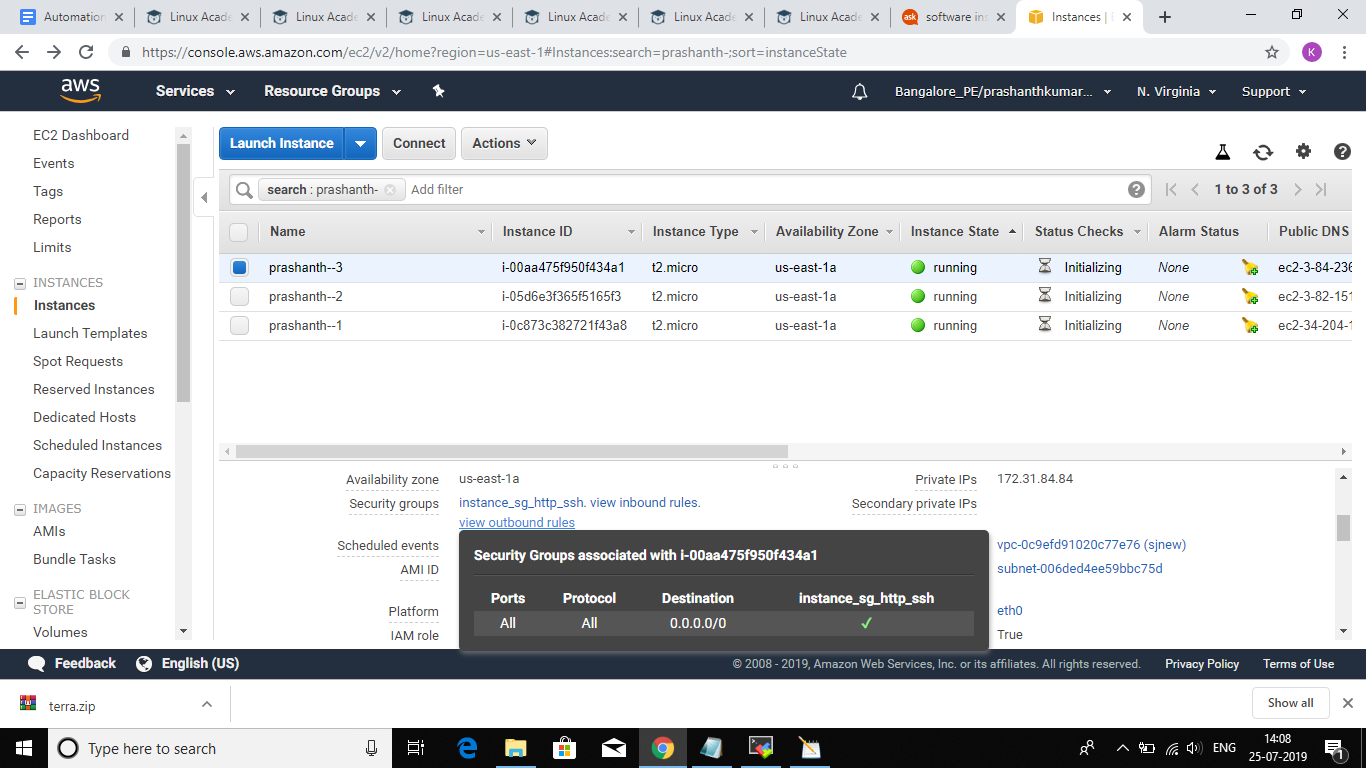 Automation
Linux Acade
Linux Acade
Linux Acade
Linux Acade
Linux Acade
Linux Acade
ask
software ins
Instances | E
https://console.aws.amazon.com/ec2/v2/home?region=us-east-1#Instances:search=prashanth-;sort=instanceState
K
aws
Services
Resource Groups
Bangalore_PE/prashanthkumar...
N. Virginia
Support
EC2 Dashboard
Events
Tags
Reports
Limits
INSTANCES
Instances
Launch Templates
Spot Requests
Reserved Instances
Dedicated Hosts
Scheduled Instances
Capacity Reservations
IMAGES
AMIs
Bundle Tasks
ELASTIC BLOCK
STORE
Volumes
Launch Instance
Connect
Actions
search : prashanth-
Add filter
1 to 3 of 3
Name Instance ID Instance Type Availability Zone Instance State Status Checks Alarm Status Public DNS
prashanth--3 i-00aa475f950f434a1 t2.micro us-east-1a running Initializing None ec2-3-84-236
prashanth--2 i-05d6e3f365f5165f3 t2.micro us-east-1a running Initializing None ec2-3-82-151
prashanth--1 i-0c873c382721f43a8 t2.micro us-east-1a running Initializing None ec2-34-204-1
Availability zone us-east-1a Private IPs 172.31.84.84
Security groups instance_sg_http_ssh. view inbound rules. Secondary private IPs
view outbound rules
Scheduled events vpc-0c9efd91020c77e76 (sjnew)
AMI ID subnet-006ded4ee59bbc75d
Platform eth0
IAM role True
Security Groups associated with i-00aa475f950f434a1
Ports Protocol Destination instance_sg_http_ssh
All All 0.0.0.0/0 ✓
Feedback
English (US)
© 2008 - 2019, Amazon Web Services, Inc. or its affiliates. All rights reserved.
Privacy Policy
Terms of Use
terra.zip
Show all
Type here to search
ENG
14:08
25-07-2019
1